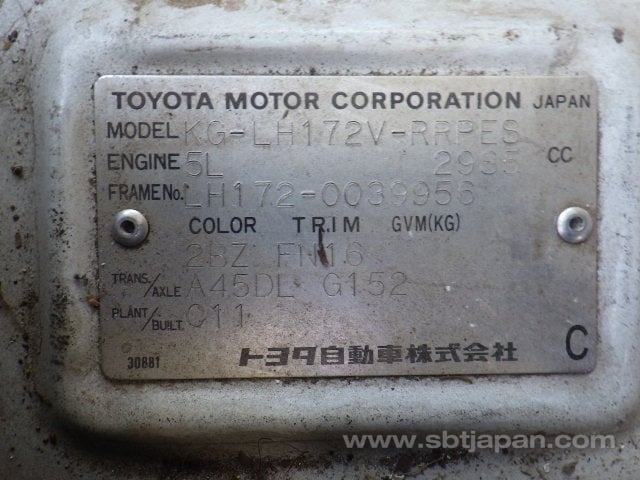 TOYOTA MOTOR CORPORATION JAPAN
MODEL KG-LH172V-RRPES
ENGINE 5L 2985 CC
FRAME No. LH172-0039956
COLOR TRIM GVM(KG)
2BZ FN16
TRANS./AXLE A45DL G152
PLANT/BUILT C11
30881 トヨタ自動車株式会社 C
www.sbtjapan.com